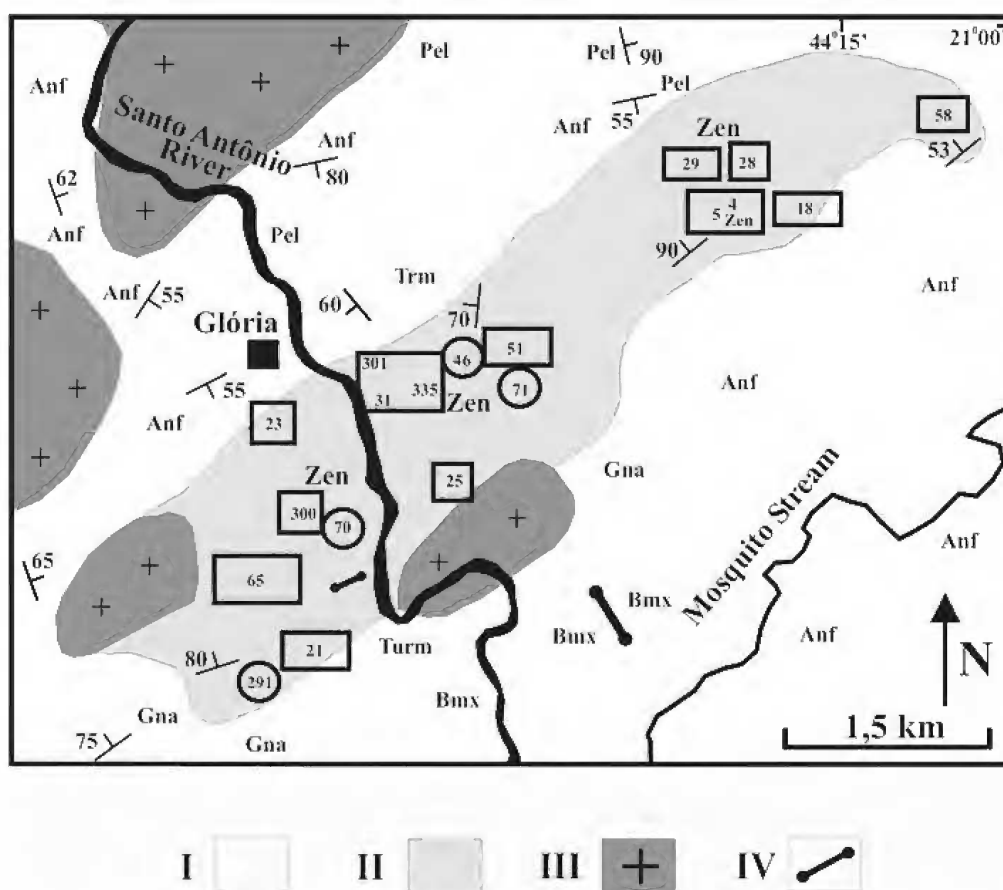 44°15' 21°00'
Pel Pel 90
Anf Pel
Anf 55
58
Santo Antônio
River
Anf
80
Zen
53
29 28
62
5 4 Zen
18
Anf
Pel
90
Anf 55
60
Trm
Anf
70
Glória
301
46
51
335
71
55
31
Zen
Anf
Anf
23
Zen
25
Gna
300
70
Mosquito Stream
65
65
Anf
Bmx
Bmx
Anf
N
Turm
21
80
291
Bmx
Gna
75
Gna
1,5 km
I II III IV